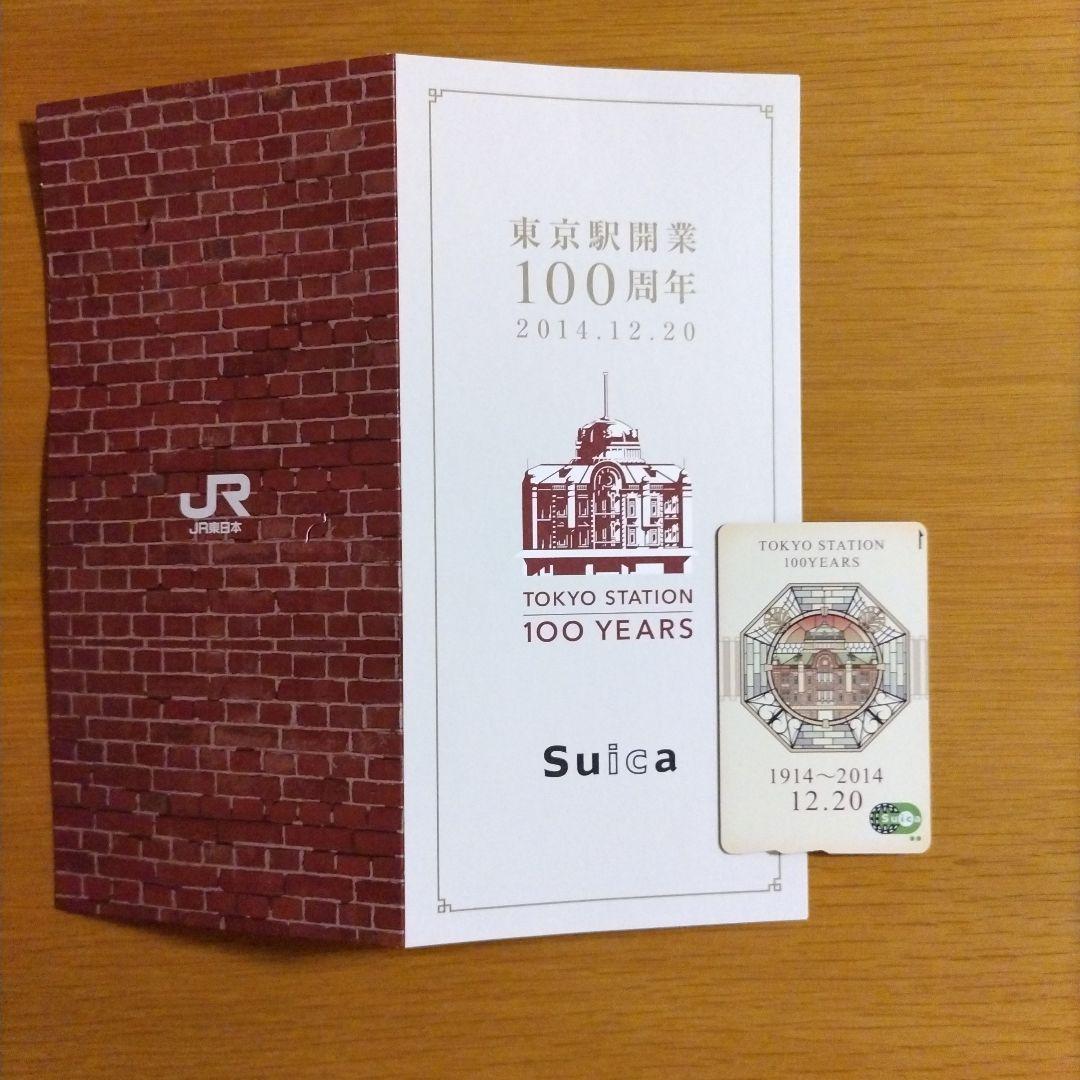 JR
JR東日本
東京駅開業
100周年
2014.12.20
TOKYO STATION
100 YEARS
Suica
TOKYO STATION
100YEARS
1914～2014
12.20
Suica